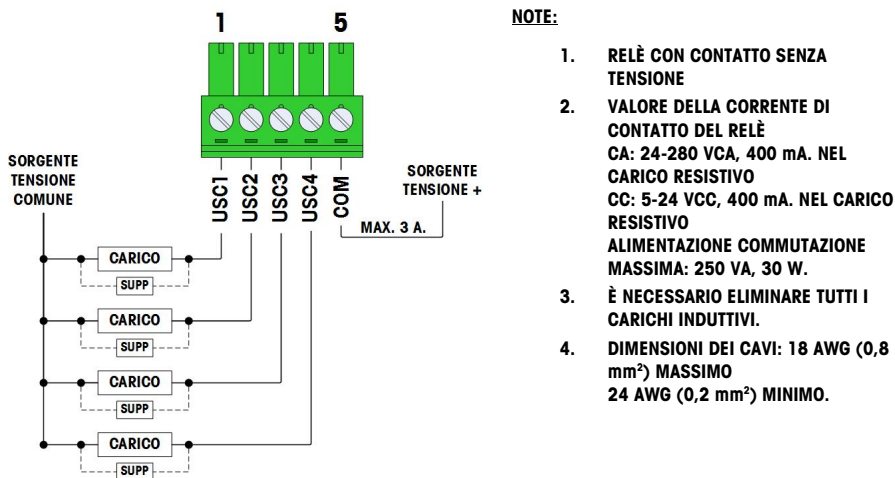 1
5
SORGENTE
TENSIONE
COMUNE
USC1
USC2
USC3
USC4
COM
SORGENTE
TENSIONE +
MAX. 3 A.
CARICO
SUPP
CARICO
SUPP
CARICO
SUPP
CARICO
SUPP
NOTE:
1. RELÈ CON CONTATTO SENZA
TENSIONE
2. VALORE DELLA CORRENTE DI
CONTATTO DEL RELÈ
CA: 24-280 VCA, 400 mA. NEL
CARICO RESISTIVO
CC: 5-24 VCC, 400 mA. NEL CARICO
RESISTIVO
ALIMENTAZIONE COMMUTAZIONE
MASSIMA: 250 VA, 30 W.
3. È NECESSARIO ELIMINARE TUTTI I
CARICHI INDUTTIVI.
4. DIMENSIONI DEI CAVI: 18 AWG (0,8
mm²) MASSIMO
24 AWG (0,2 mm²) MINIMO.